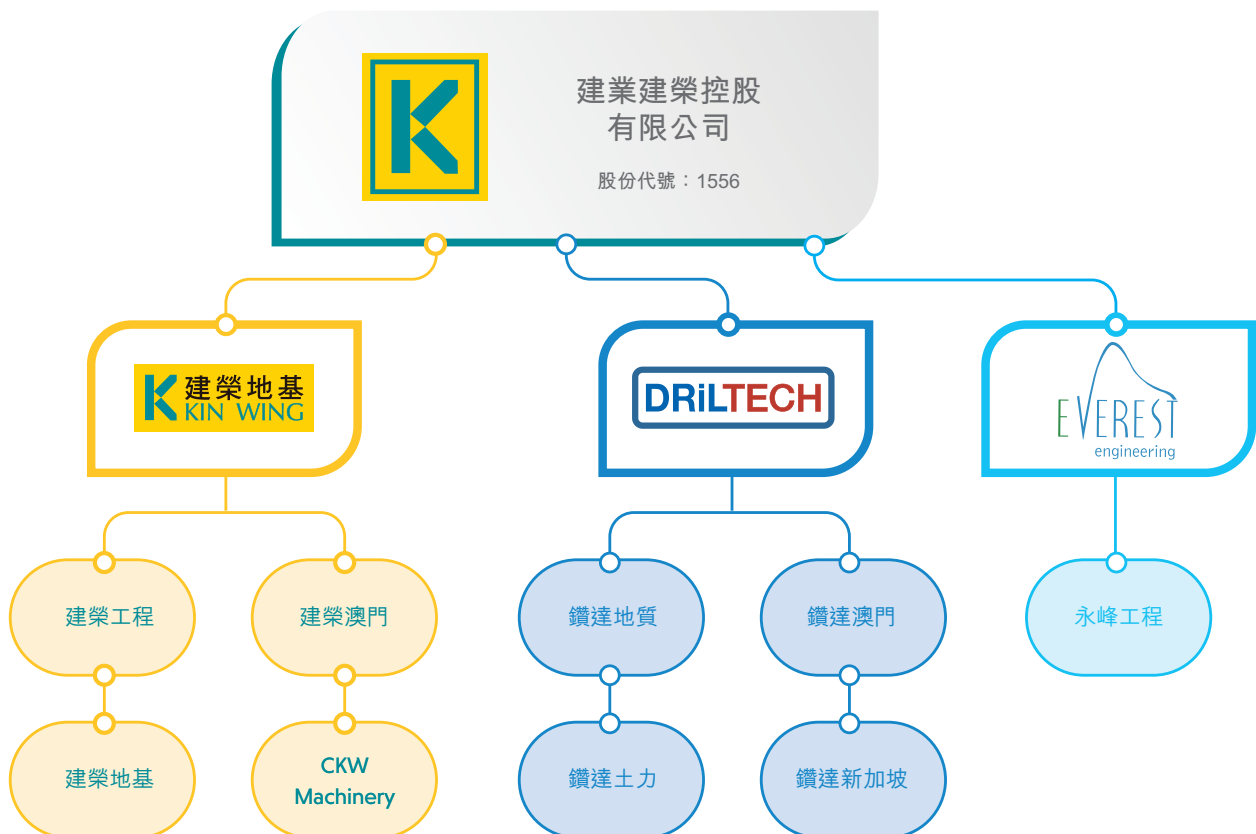 建業建榮控股
有限公司
股份代號：1556
建榮地基
KIN WING
DRiLTECH
EVEREST
engineering
建榮工程
建榮澳門
鑽達地質
鑽達澳門
永峰工程
建榮地基
CKW
Machinery
鑽達土力
鑽達新加坡